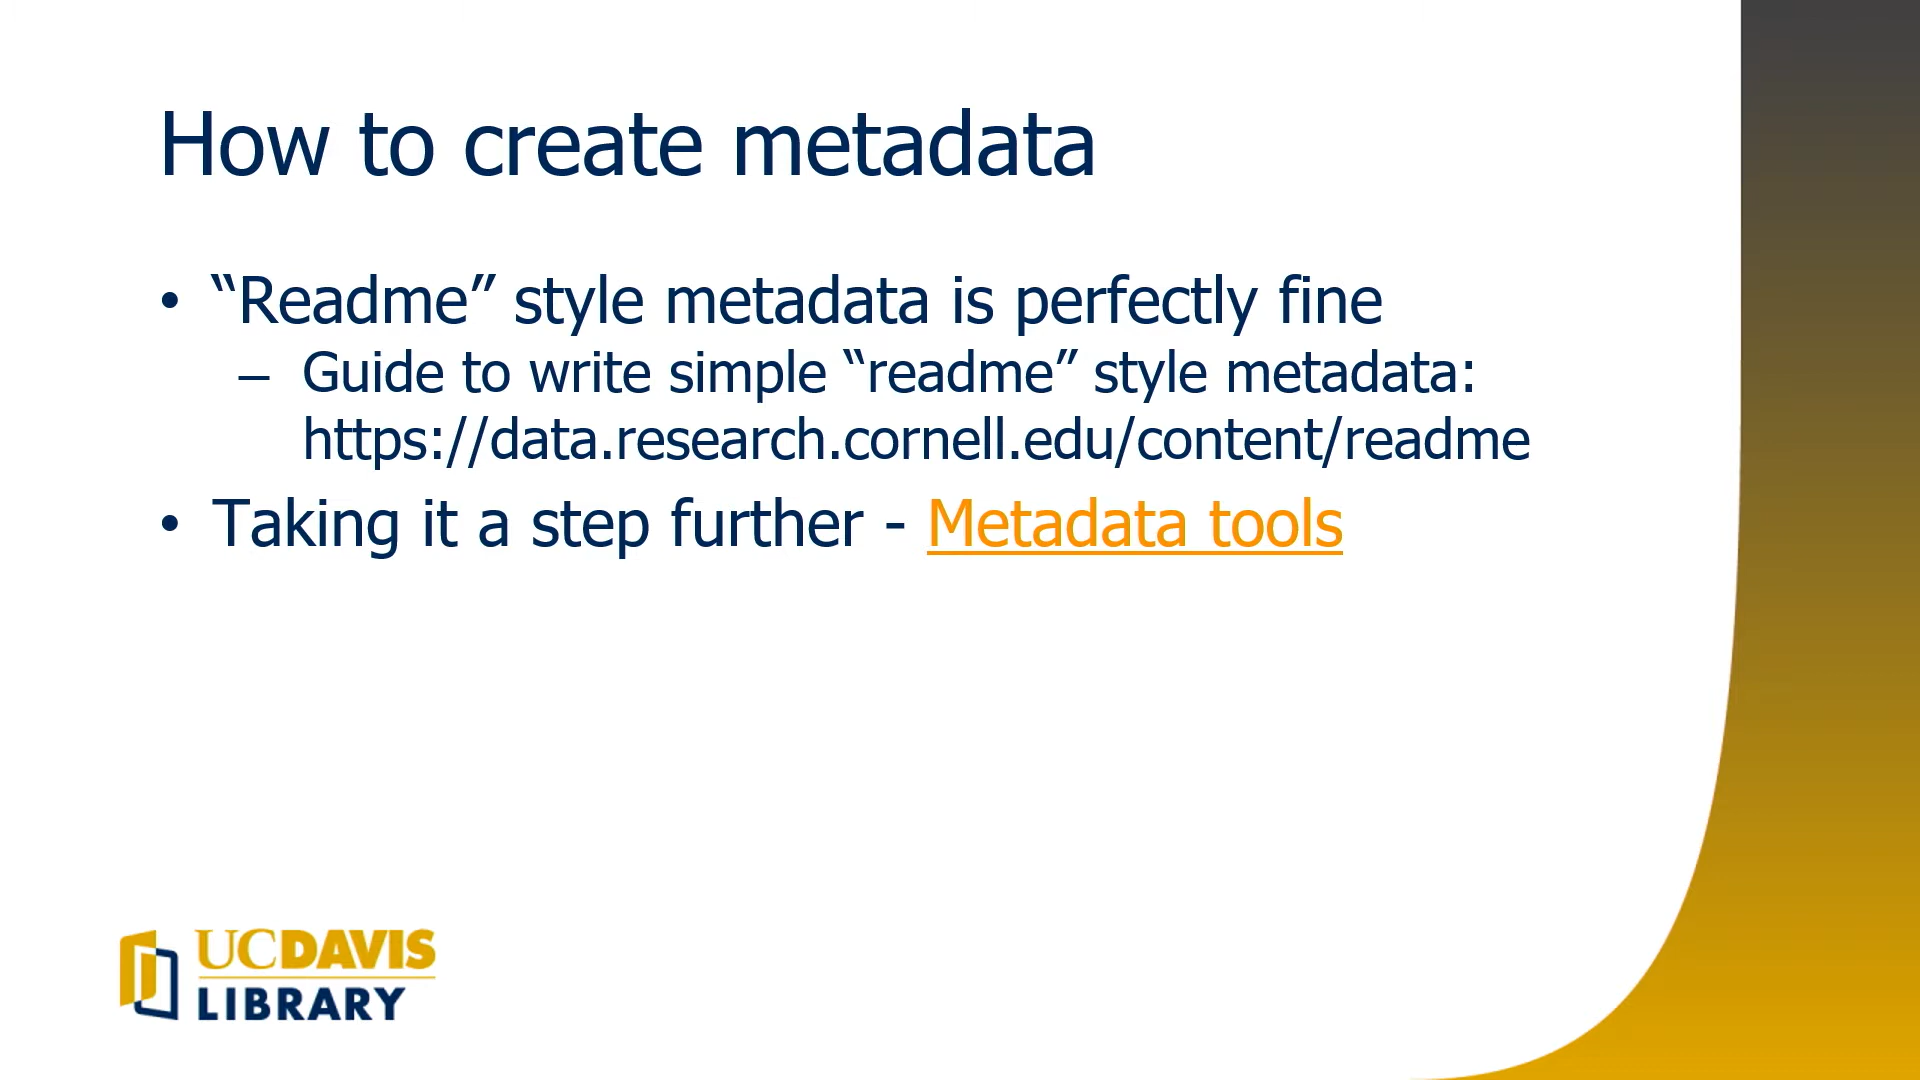 How to create metadata
• “Readme” style metadata is perfectly fine
– Guide to write simple “readme” style metadata:
https://data.research.cornell.edu/content/readme
• Taking it a step further - Metadata tools
UCDAVIS
LIBRARY